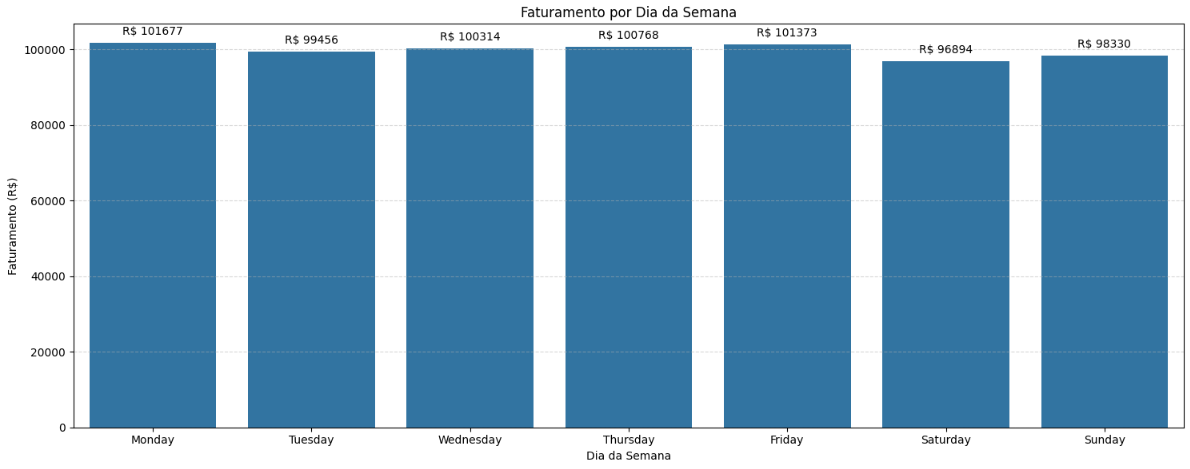 Faturamento por Dia da Semana
R$ 101677
R$ 99456
R$ 100314
R$ 100768
R$ 101373
R$ 96894
R$ 98330
100000
80000
60000
40000
20000
0
Faturamento (R$)
Monday
Tuesday
Wednesday
Thursday
Friday
Saturday
Sunday
Dia da Semana